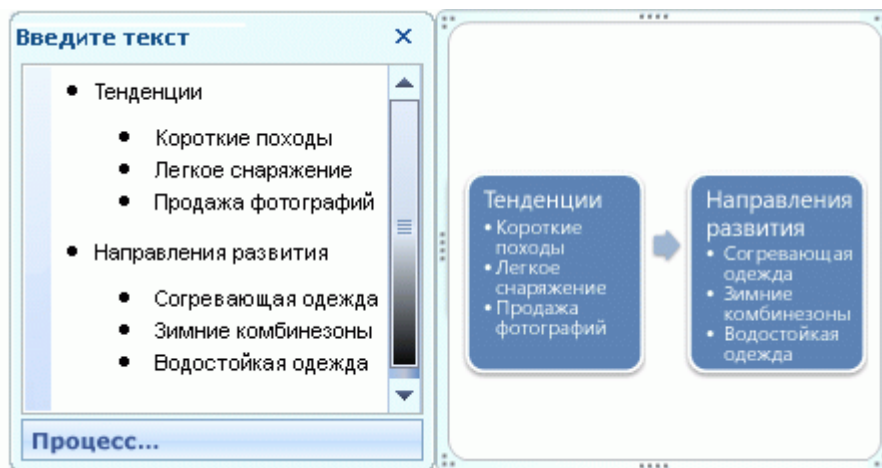 Введите текст
Тенденции
Короткие походы
Легкое снаряжение
Продажа фотографий
Направления развития
Согревающая одежда
Зимние комбинезоны
Водостойкая одежда
Процесс...
Тенденции
• Короткие
походы
• Легкое
снаряжение
• Продажа
фотографий
Направления
развития
• Согревающая
одежда
• Зимние
комбинезоны
• Водостойкая
одежда